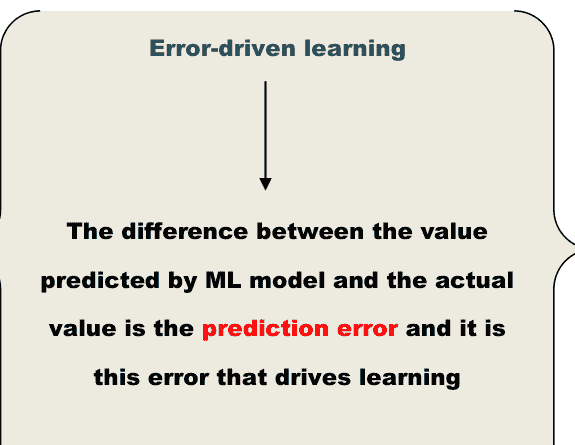 Error-driven learning
The difference between the value
predicted by ML model and the actual
value is the prediction error and it is
this error that drives learning